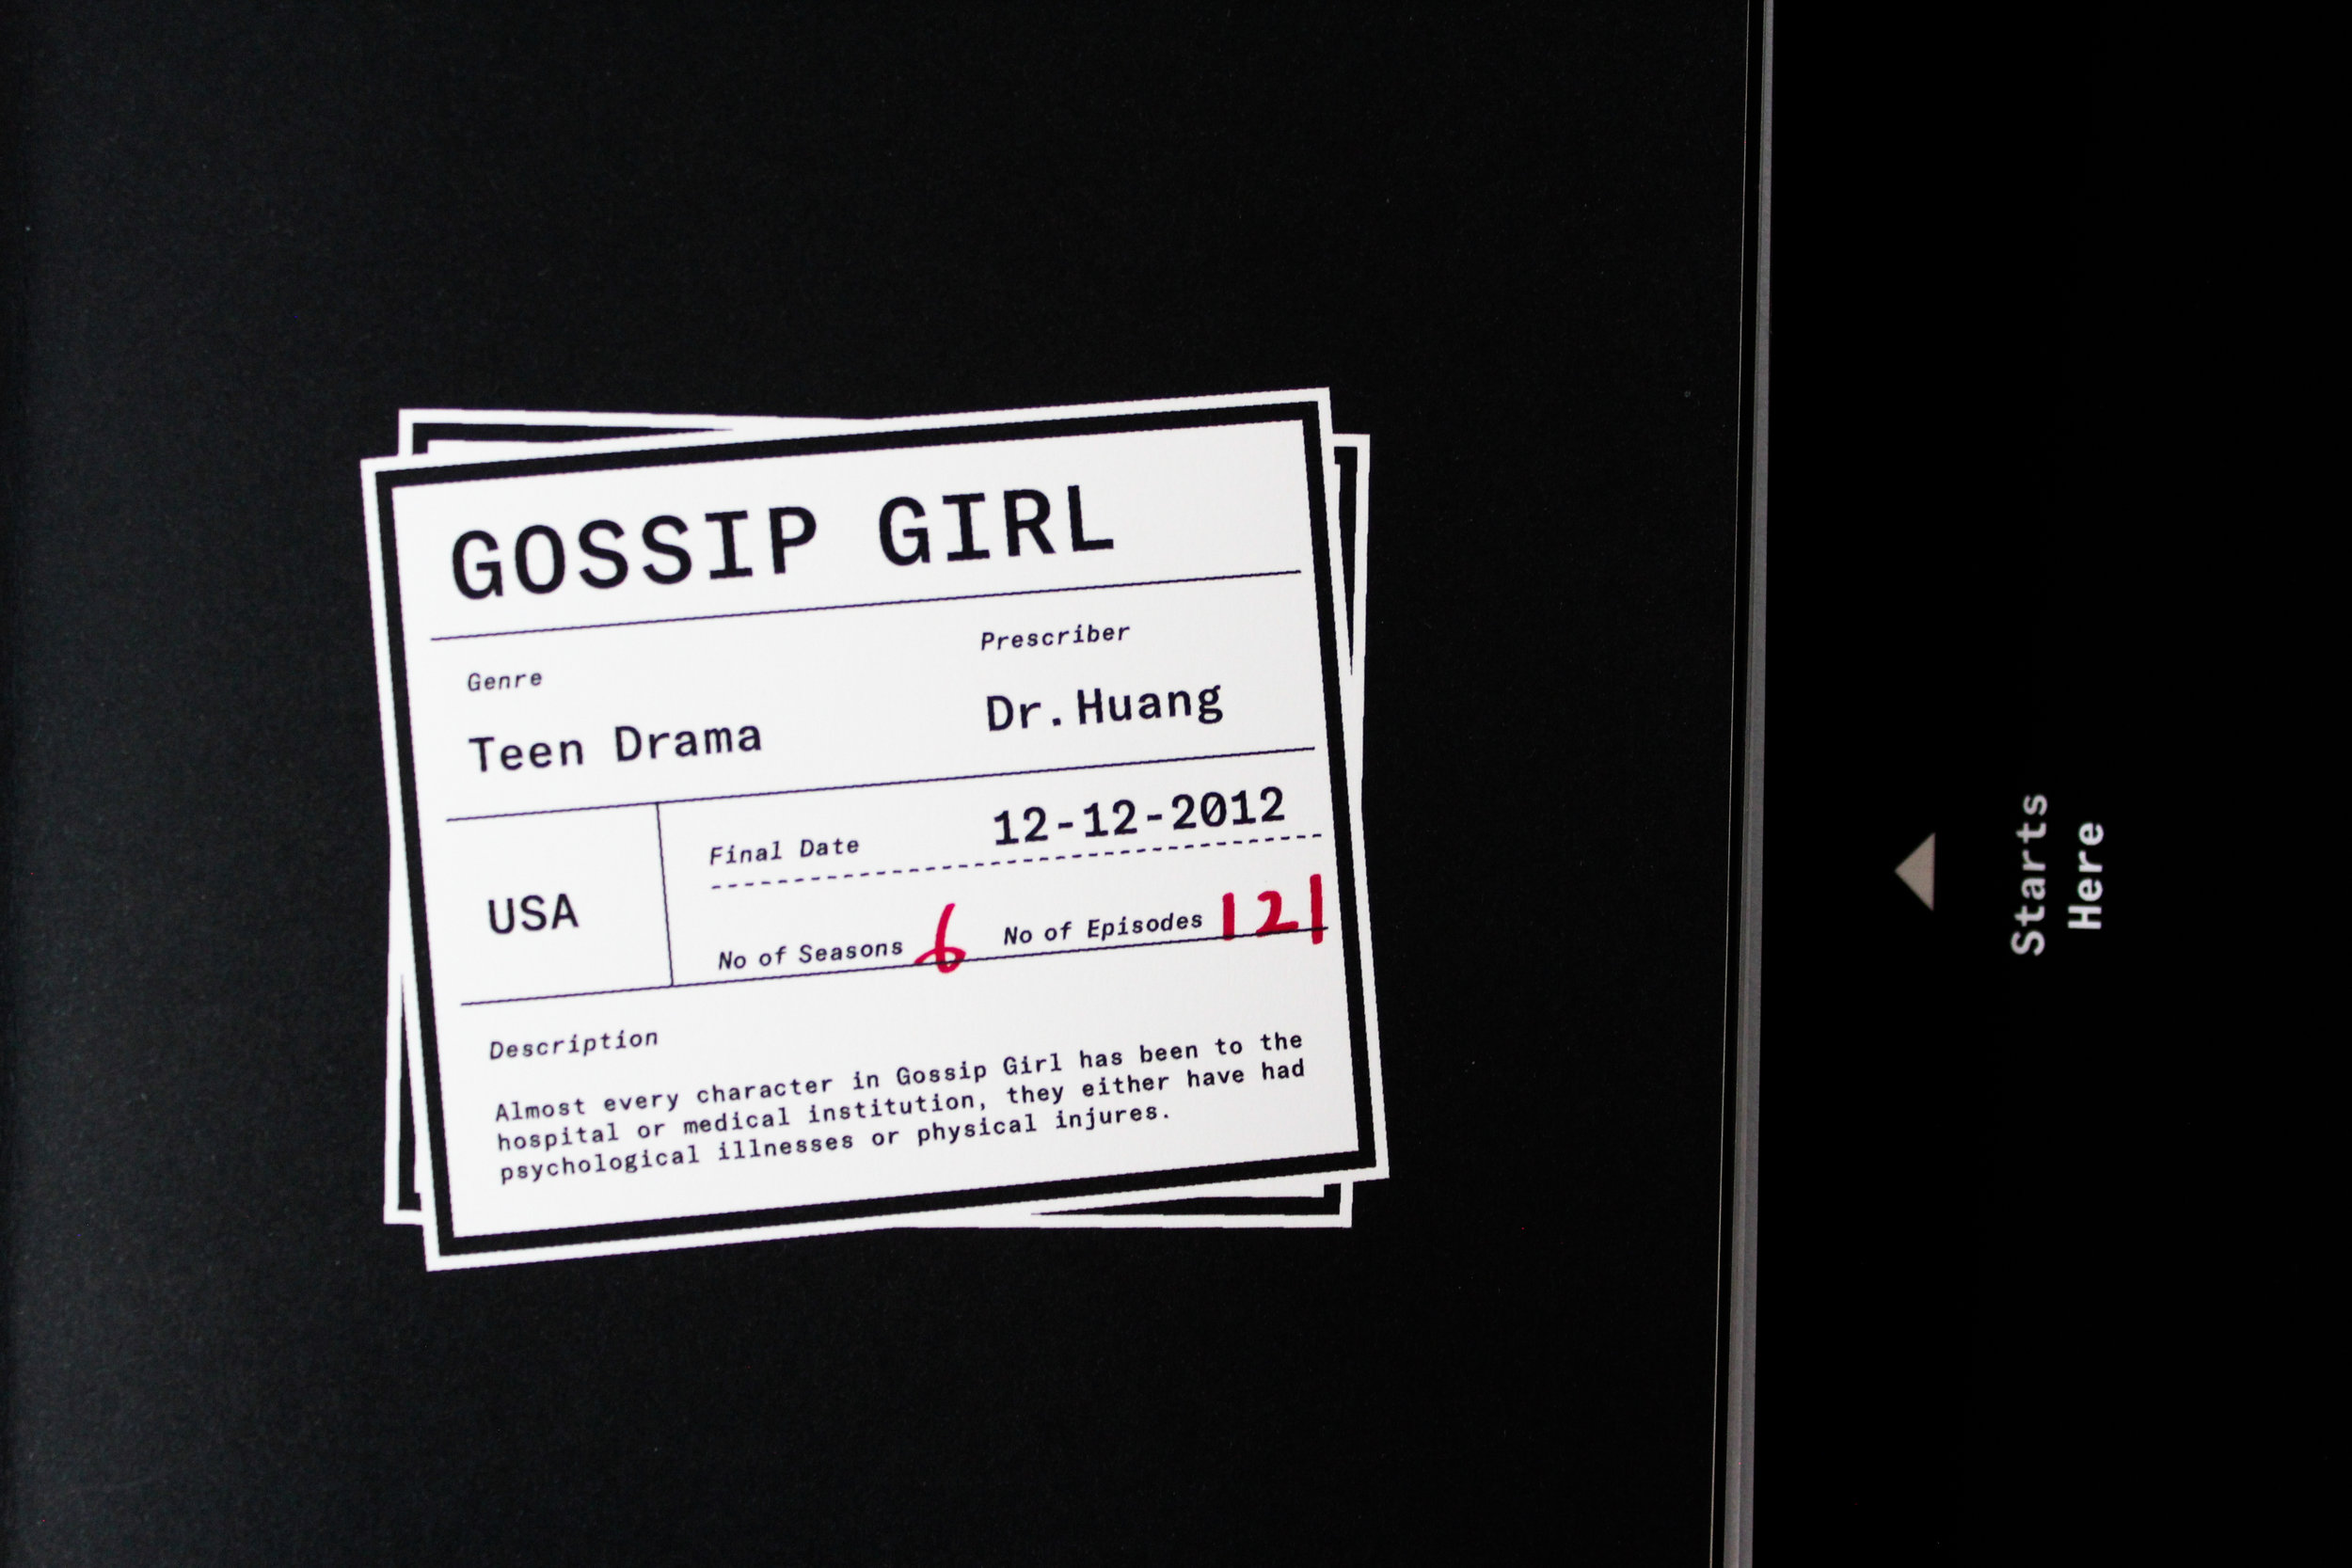 GOSSIP GIRL
Genre
Prescriber
Teen Drama
Dr.Huang
USA
Final Date
12-12-2012
No of Seasons 6 No of Episodes 121
Description
Almost every character in Gossip Girl has been to the
hospital or medical institution, they either have had
psychological illnesses or physical injures.
Starts
Here